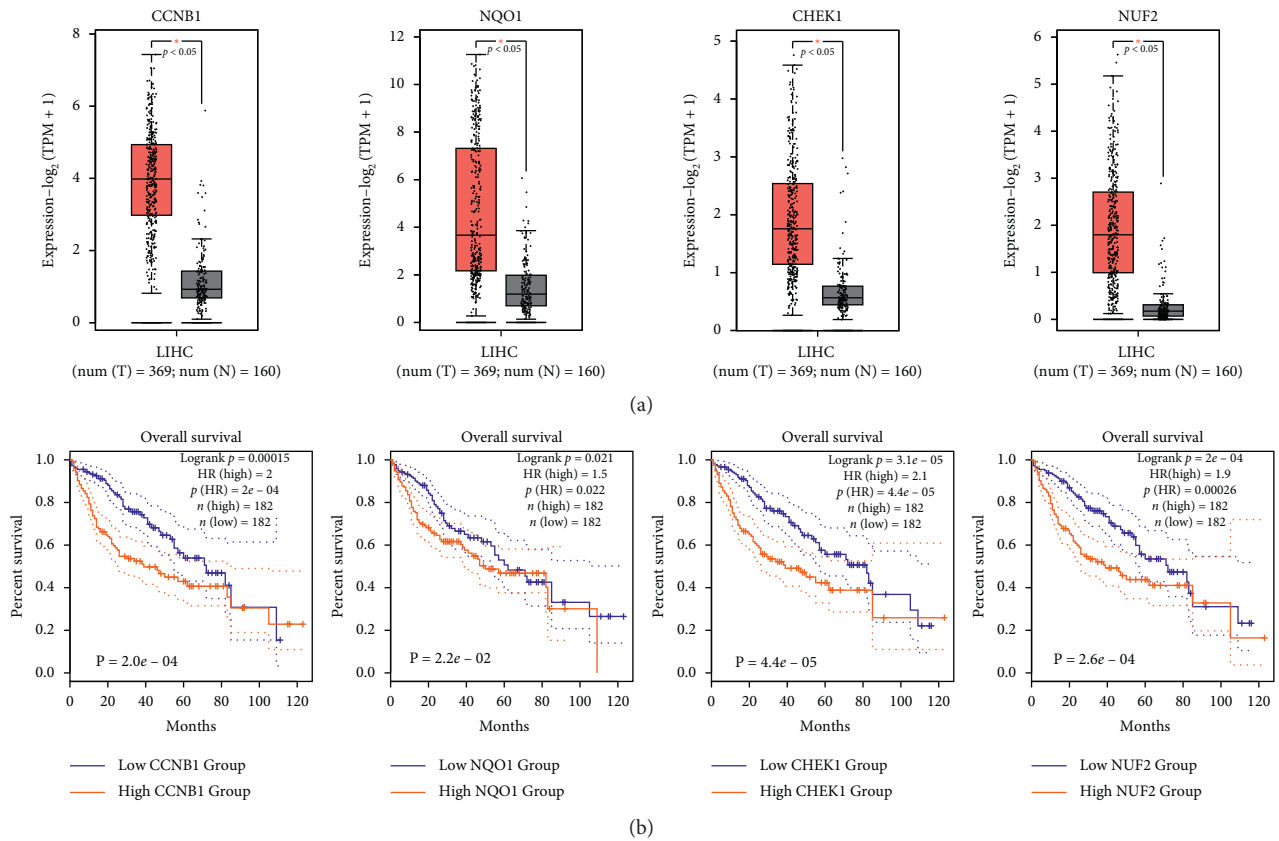 CCNB1
8
6
4
2
0
Expression–log2 (TPM + 1)
*
p < 0.05
LIHC
(num (T) = 369; num (N) = 160)
NQO1
12
10
8
6
4
2
0
Expression–log2 (TPM + 1)
*
p < 0.05
LIHC
(num (T) = 369; num (N) = 160)
CHEK1
5
4
3
2
1
0
Expression–log2 (TPM + 1)
*
p < 0.05
LIHC
(num (T) = 369; num (N) = 160)
NUF2
6
5
4
3
2
1
0
Expression–log2 (TPM + 1)
*
p < 0.05
LIHC
(num (T) = 369; num (N) = 160)
(a)
Overall survival
Logrank p = 0.00015
HR (high) = 2
p (HR) = 2e – 04
n (high) = 182
n (low) = 182
1.0
0.8
0.6
0.4
0.2
0.0
Percent survival
P = 2.0e – 04
0 20 40 60 80 100 120
Months
Low CCNB1 Group
High CCNB1 Group
Overall survival
Logrank p = 0.021
HR (high) = 1.5
p (HR) = 0.022
n (high) = 182
n (low) = 182
1.0
0.8
0.6
0.4
0.2
0.0
Percent survival
P = 2.2e – 02
0 20 40 60 80 100 120
Months
Low NQO1 Group
High NQO1 Group
Overall survival
Logrank p = 3.1e – 05
HR (high) = 2.1
p (HR) = 4.4e – 05
n (high) = 182
n (low) = 182
1.0
0.8
0.6
0.4
0.2
0.0
Percent survival
P = 4.4e – 05
0 20 40 60 80 100 120
Months
Low CHEK1 Group
High CHEK1 Group
Overall survival
Logrank p = 2e – 04
HR(high) = 1.9
p (HR) = 0.00026
n (high) = 182
n (low) = 182
1.0
0.8
0.6
0.4
0.2
0.0
Percent survival
P = 2.6e – 04
0 20 40 60 80 100 120
Months
Low NUF2 Group
High NUF2 Group
(b)